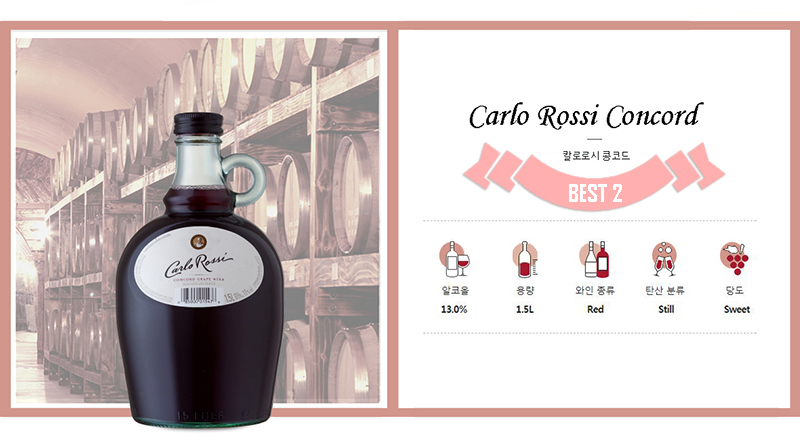 Carlo Rossi
CONCORD GRAPE WINE
Carlo Rossi Concord
칼로로시 콩코드
BEST 2
알코올 용량 와인 종류 탄산 분류 당도
13.0% 1.5L Red Still Sweet